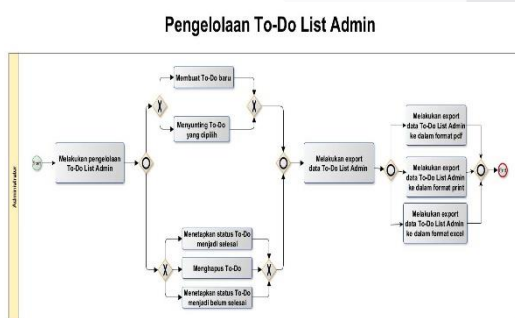 Pengelolaan To-Do List Admin
Administrator
Start
Melakukan pengelolaan
To-Do List Admin
Membuat To-Do baru
Menyunting To-Do
yang dipilih
Menetapkan status To-Do
menjadi selesai
Menghapus To-Do
Menetapkan status To-Do
menjadi belum selesai
Melakukan export
data To-Do List Admin
Melakukan export
data To-Do List Admin
ke dalam format pdf
Melakukan export
data To-Do List Admin
ke dalam format print
Melakukan export
data To-Do List Admin
ke dalam format excel
End